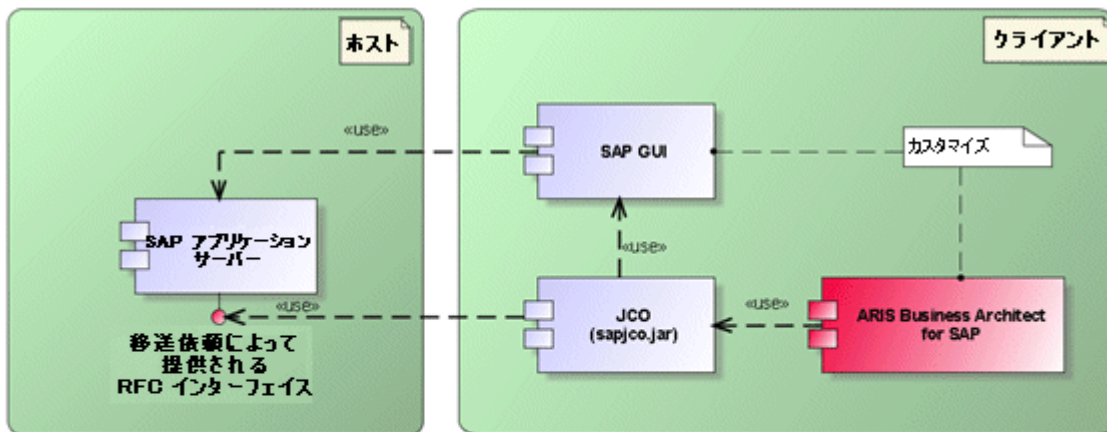 ホスト
クライアント
«use»
SAP GUI
カスタマイズ
SAP アプリケーション
サーバー
«use»
«use»
JCO
(sapjco.jar)
«use»
ARIS Business Architect
for SAP
移送依頼によって
提供される
RFC インターフェイス